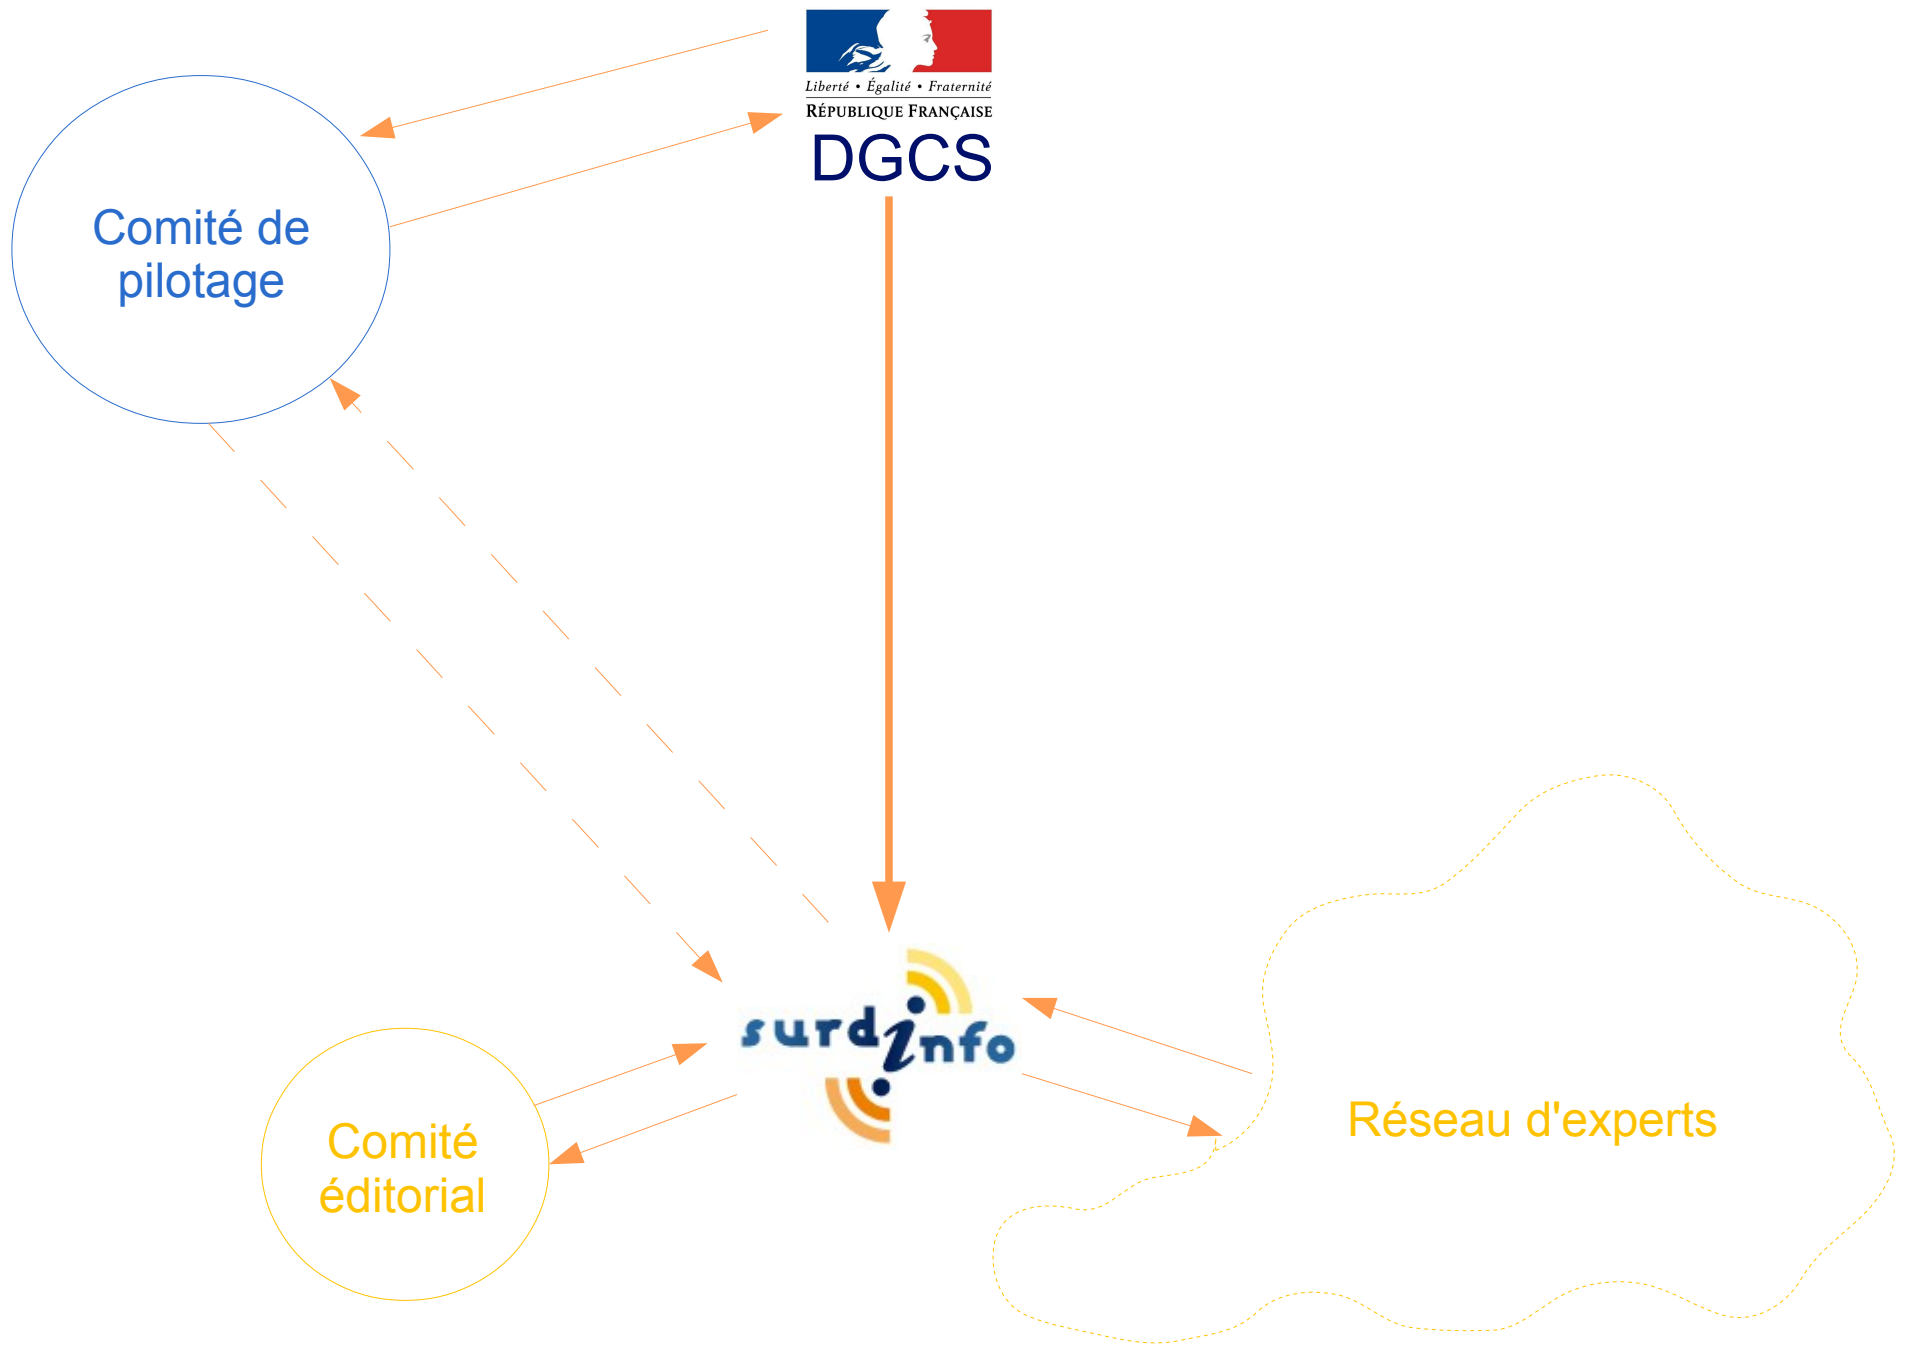 Liberté • Égalité • Fraternité
RÉPUBLIQUE FRANÇAISE
DGCS
Comité de
pilotage
surdinfo
Comité
éditorial
Réseau d'experts